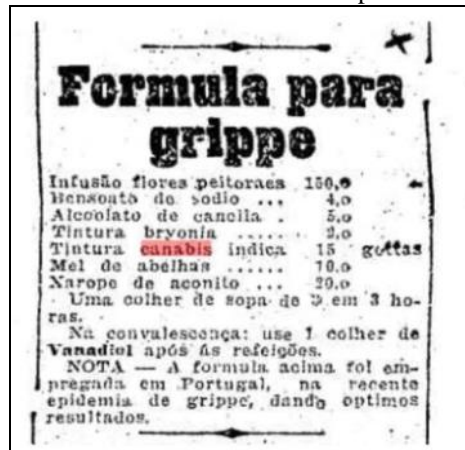 Formula para
grippe
Infusão flores peitoraes 150,0
Bensoato de sodio ... 4,0
Alcoolato de canella . 5,0
Tintura bryonia ..... 2,0
Tintura canabis indica 15 gottas
Mel de abelhas ...... 10.0
Xarope de aconito ... 20.0
Uma colher de sopa de 3 em 3 ho-
ras.
Na convalescença: use 1 colher de
Vanadiol após ás refeições.
NOTA — A formula acima foi em-
pregada em Portugal, na recente
epidemia de grippe, dando optimos
resultados.